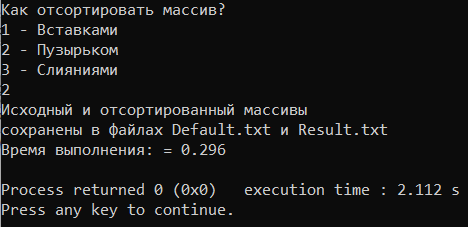 Как отсортировать массив?
1 - Вставками
2 - Пузырьком
3 - Слияниями
2
Исходный и отсортированный массивы
сохранены в файлах Default.txt и Result.txt
Время выполнения: = 0.296
Process returned 0 (0x0)   execution time : 2.112 s
Press any key to continue.